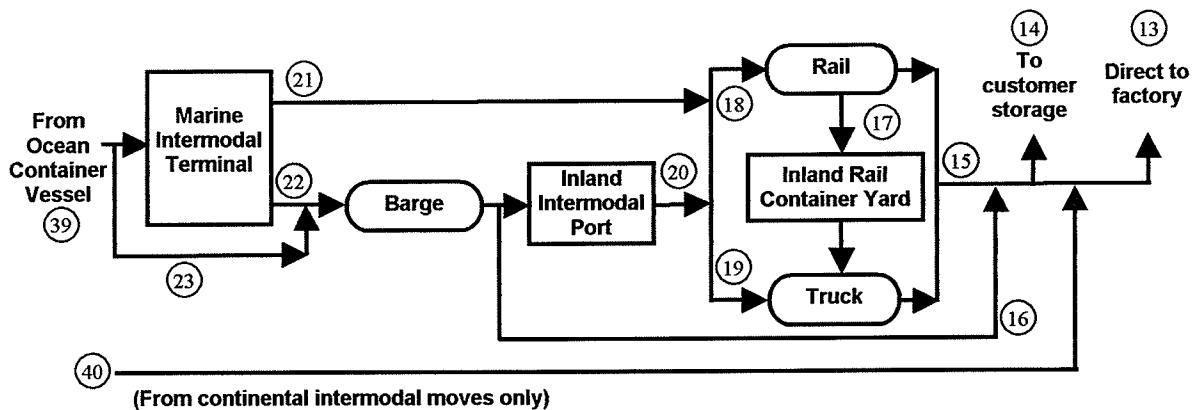 14
13
To
customer
storage
Direct to
factory
21
Rail
18
17
From
Ocean
Container
Vessel
39
Marine
Intermodal
Terminal
22
Barge
Inland
Intermodal
Port
20
Inland Rail
Container Yard
15
23
19
Truck
16
40
(From continental intermodal moves only)